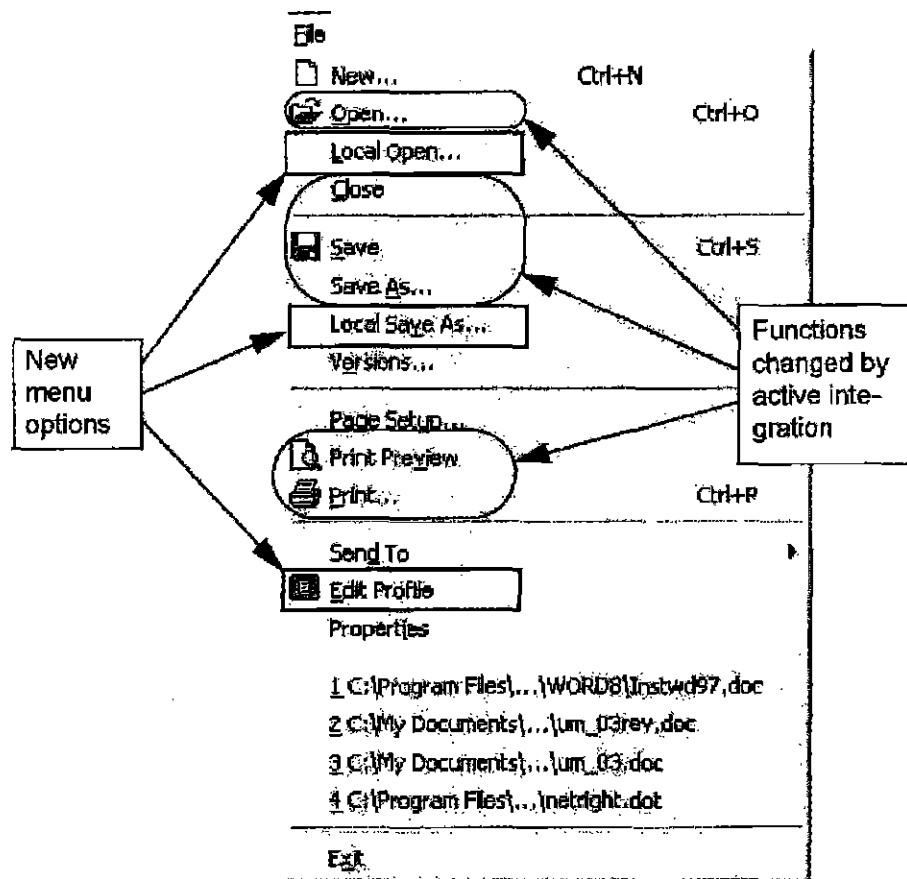 File
New... Ctrl+N
Open... Ctrl+O
Local Open...
Close
Save Ctrl+S
Save As...
Local Save As...
Versions...
Page Setup...
Print Preview
Print... Ctrl+P
Send To
Edit Profile
Properties
1 C:\Program Files\...\WORD8\Instwd97.doc
2 C:\My Documents\...\um_03rev.doc
3 C:\My Documents\...\um_03.doc
4 C:\Program Files\...\netright.dot
Exit
New
menu
options
Functions
changed by
active inte-
gration